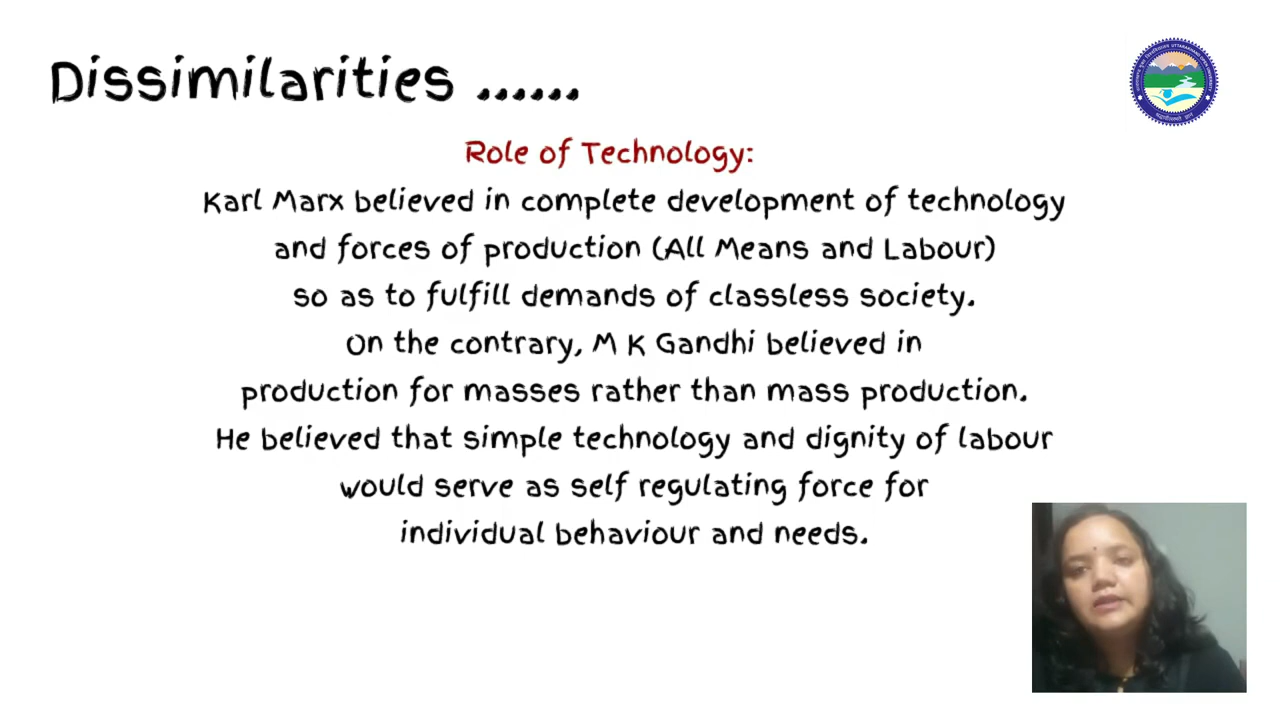 Dissimilarities ......
Role of Technology:
Karl Marx believed in complete development of technology
and forces of production (All Means and Labour)
so as to fulfill demands of classless society.
On the contrary, M K Gandhi believed in
production for masses rather than mass production.
He believed that simple technology and dignity of labour
would serve as self regulating force for
individual behaviour and needs.